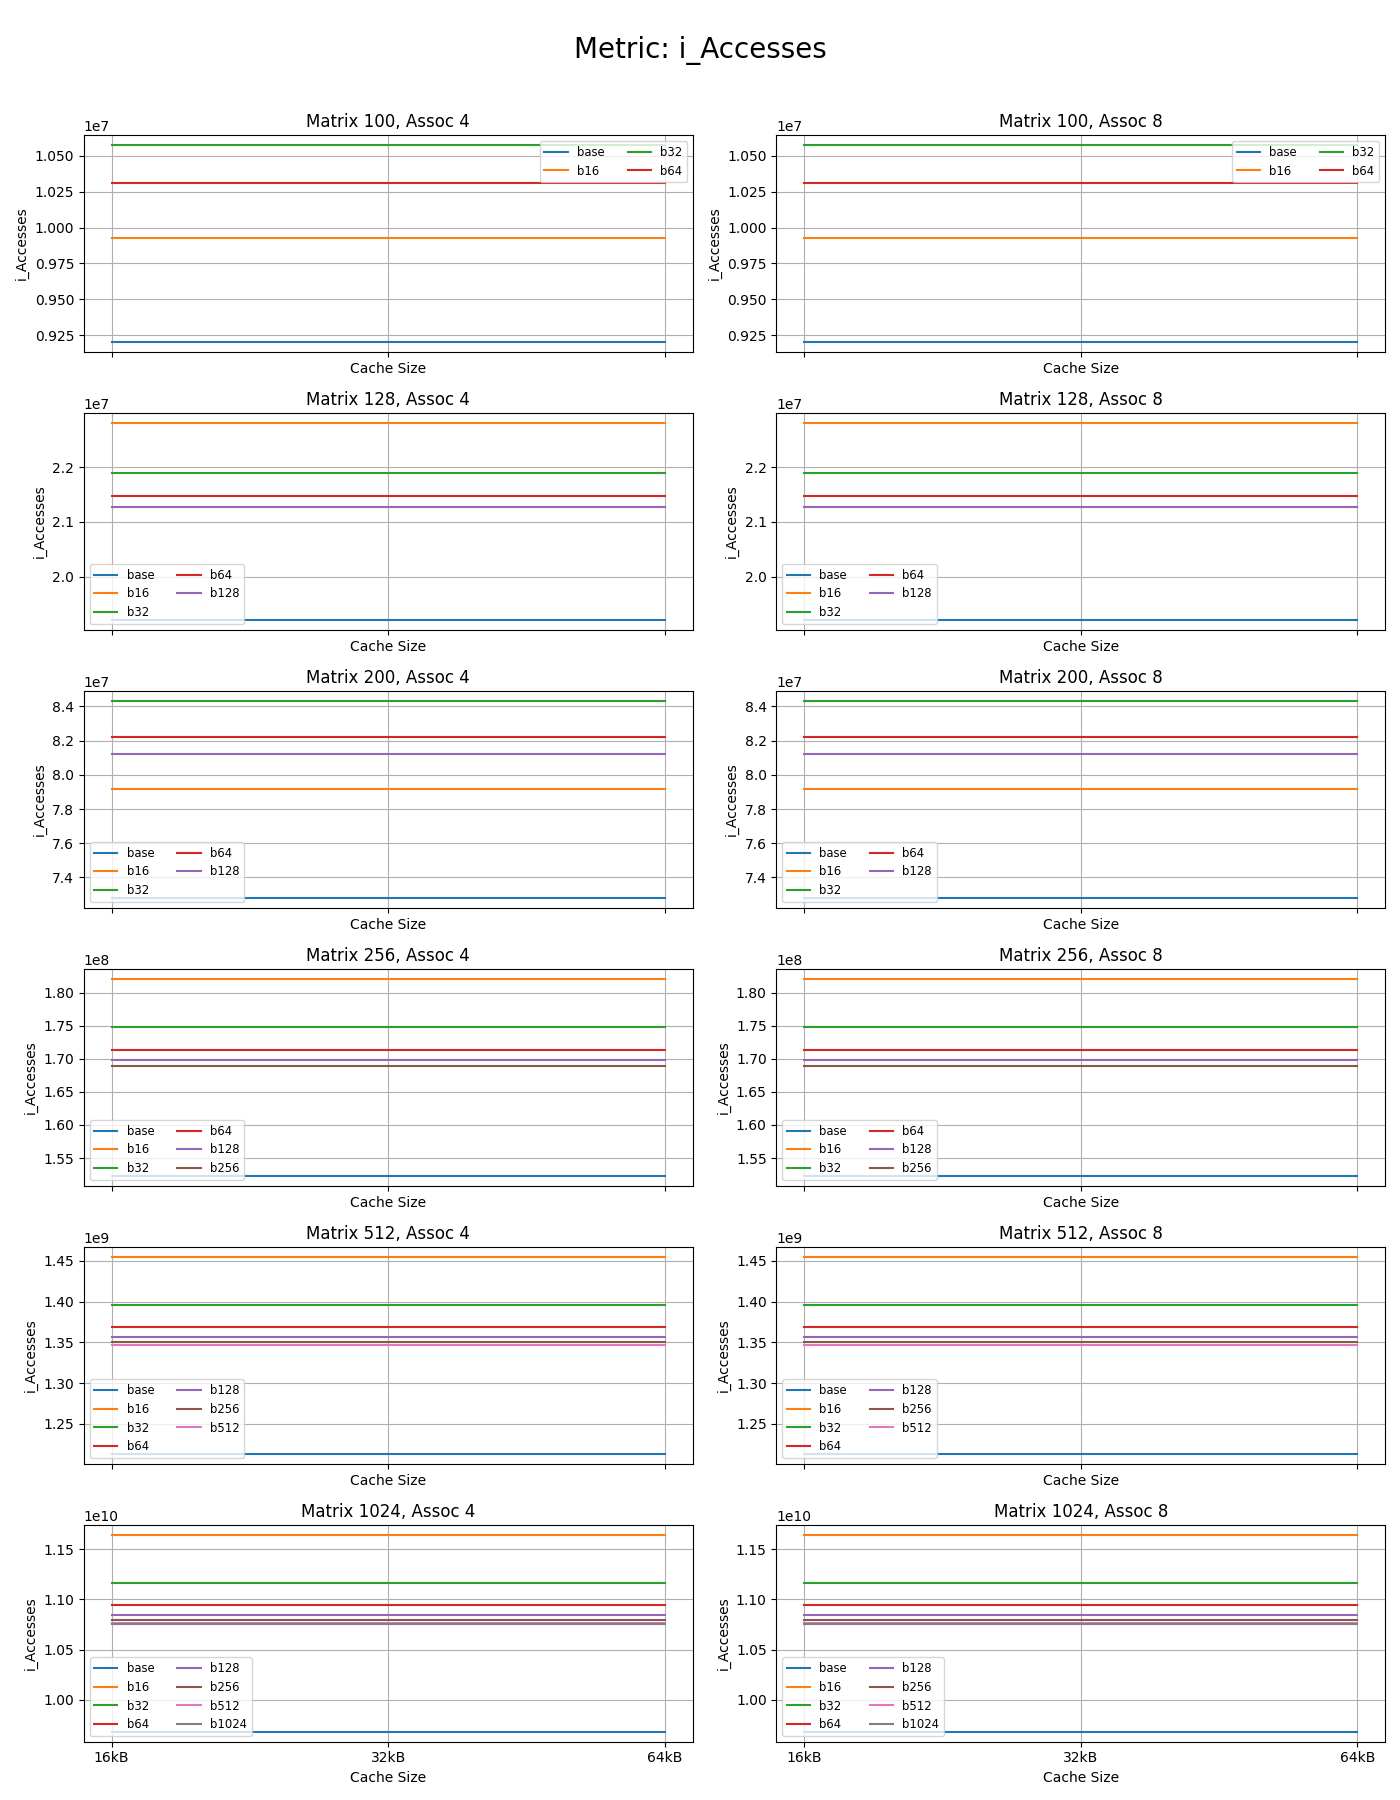 Metric: i_Accesses
Matrix 100, Assoc 4
1e7
1.050
1.025
1.000
0.975
0.950
0.925
i_Accesses
base b32
b16 b64
Cache Size
Matrix 100, Assoc 8
1e7
1.050
1.025
1.000
0.975
0.950
0.925
i_Accesses
base b32
b16 b64
Cache Size
Matrix 128, Assoc 4
1e7
2.2
2.1
2.0
i_Accesses
base b64
b16 b128
b32
Cache Size
Matrix 128, Assoc 8
1e7
2.2
2.1
2.0
i_Accesses
base b64
b16 b128
b32
Cache Size
Matrix 200, Assoc 4
1e7
8.4
8.2
8.0
7.8
7.6
7.4
i_Accesses
base b64
b16 b128
b32
Cache Size
Matrix 200, Assoc 8
1e7
8.4
8.2
8.0
7.8
7.6
7.4
i_Accesses
base b64
b16 b128
b32
Cache Size
Matrix 256, Assoc 4
1e8
1.80
1.75
1.70
1.65
1.60
1.55
i_Accesses
base b64
b16 b128
b32 b256
Cache Size
Matrix 256, Assoc 8
1e8
1.80
1.75
1.70
1.65
1.60
1.55
i_Accesses
base b64
b16 b128
b32 b256
Cache Size
Matrix 512, Assoc 4
1e9
1.45
1.40
1.35
1.30
1.25
i_Accesses
base b128
b16 b256
b32 b512
b64
Cache Size
Matrix 512, Assoc 8
1e9
1.45
1.40
1.35
1.30
1.25
i_Accesses
base b128
b16 b256
b32 b512
b64
Cache Size
Matrix 1024, Assoc 4
1e10
1.15
1.10
1.05
1.00
i_Accesses
base b128
b16 b256
b32 b512
b64 b1024
16kB 32kB 64kB
Cache Size
Matrix 1024, Assoc 8
1e10
1.15
1.10
1.05
1.00
i_Accesses
base b128
b16 b256
b32 b512
b64 b1024
16kB 32kB 64kB
Cache Size